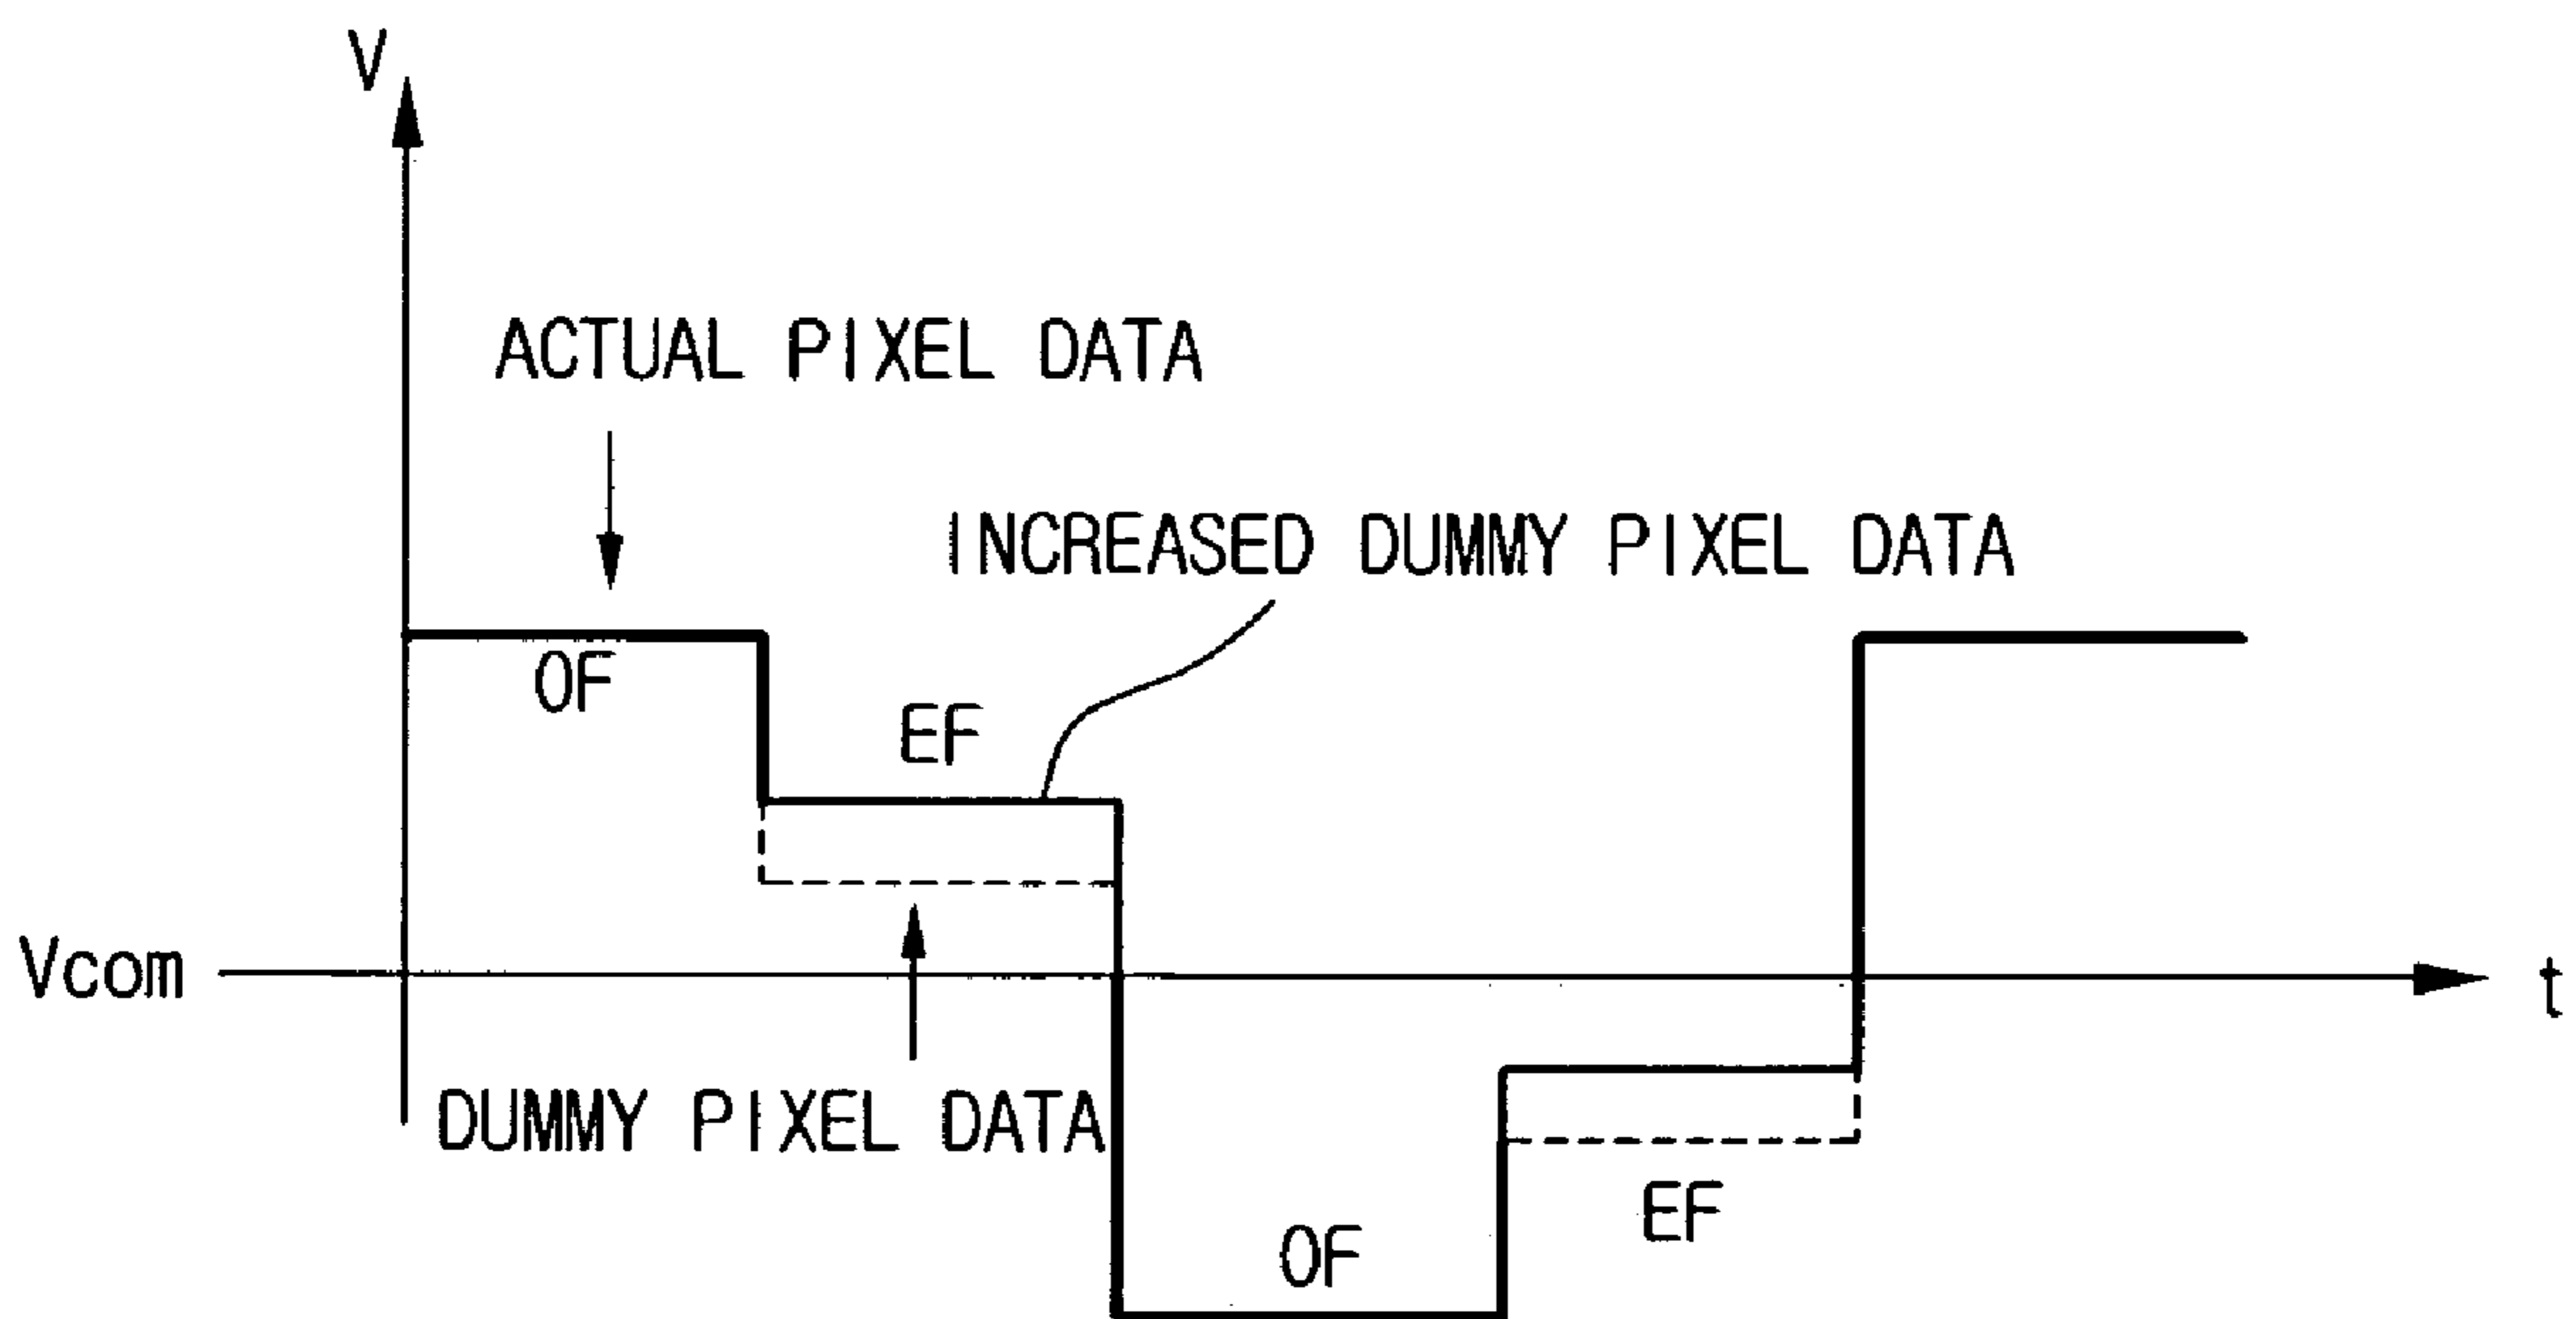 V
ACTUAL PIXEL DATA
INCREASED DUMMY PIXEL DATA
OF
EF
Vcom
t
DUMMY PIXEL DATA
EF
OF